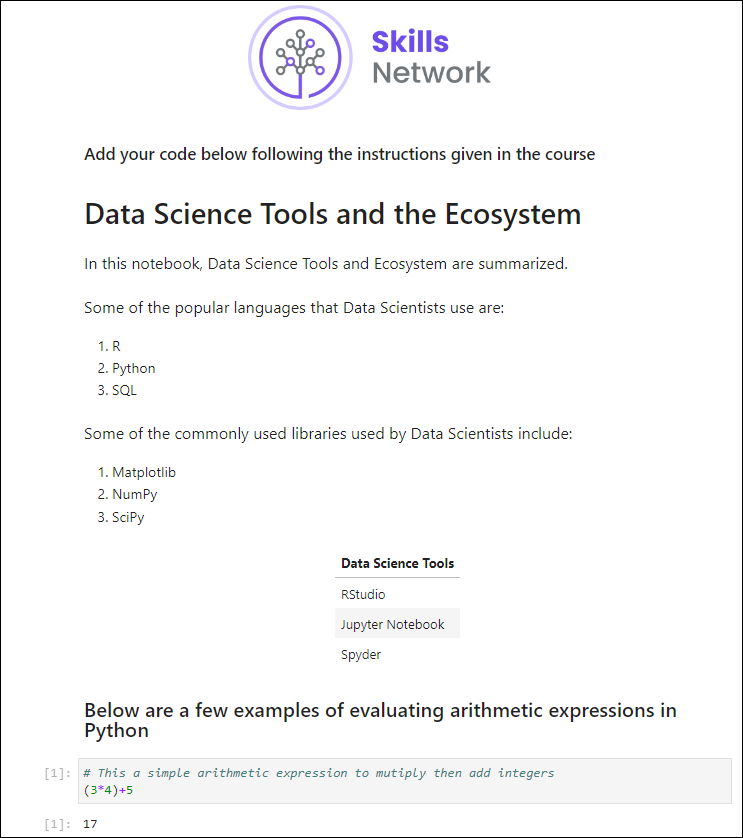 Skills
Network
Add your code below following the instructions given in the course
Data Science Tools and the Ecosystem
In this notebook, Data Science Tools and Ecosystem are summarized.
Some of the popular languages that Data Scientists use are:
1. R
2. Python
3. SQL
Some of the commonly used libraries used by Data Scientists include:
1. Matplotlib
2. NumPy
3. SciPy
Data Science Tools
RStudio
Jupyter Notebook
Spyder
Below are a few examples of evaluating arithmetic expressions in
Python
[1]: # This a simple arithmetic expression to mutiply then add integers
(3*4)+5
[1]: 17